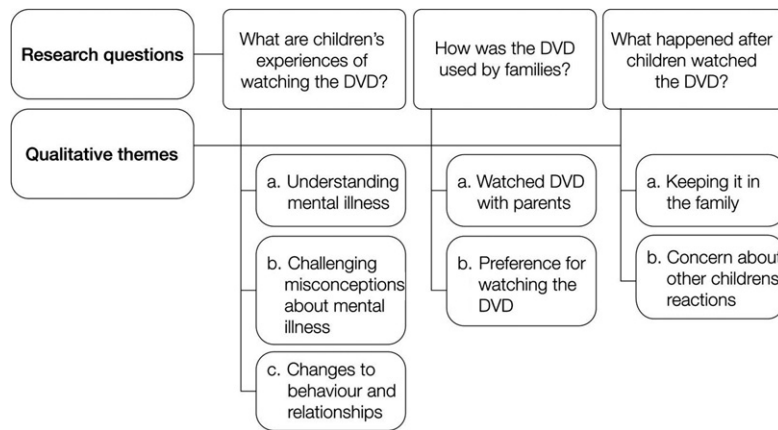 Research questions
What are children's
experiences of
watching the DVD?
How was the DVD
used by families?
What happened after
children watched
the DVD?
Qualitative themes
a. Understanding
mental illness
b. Challenging
misconceptions
about mental
illness
c. Changes to
behaviour and
relationships
a. Watched DVD
with parents
b. Preference for
watching the
DVD
a. Keeping it in
the family
b. Concern about
other childrens
reactions